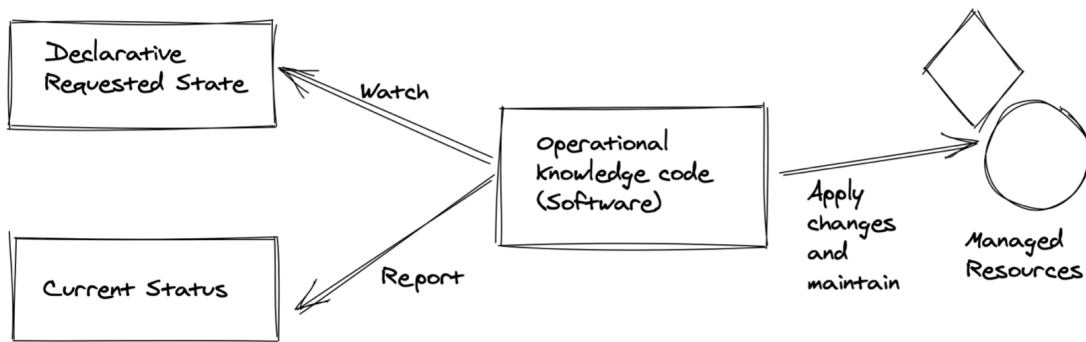 Declarative
Requested State
Watch
Operational
Knowledge code
(Software)
Apply
changes
and
maintain
Managed
Resources
Current Status
Report